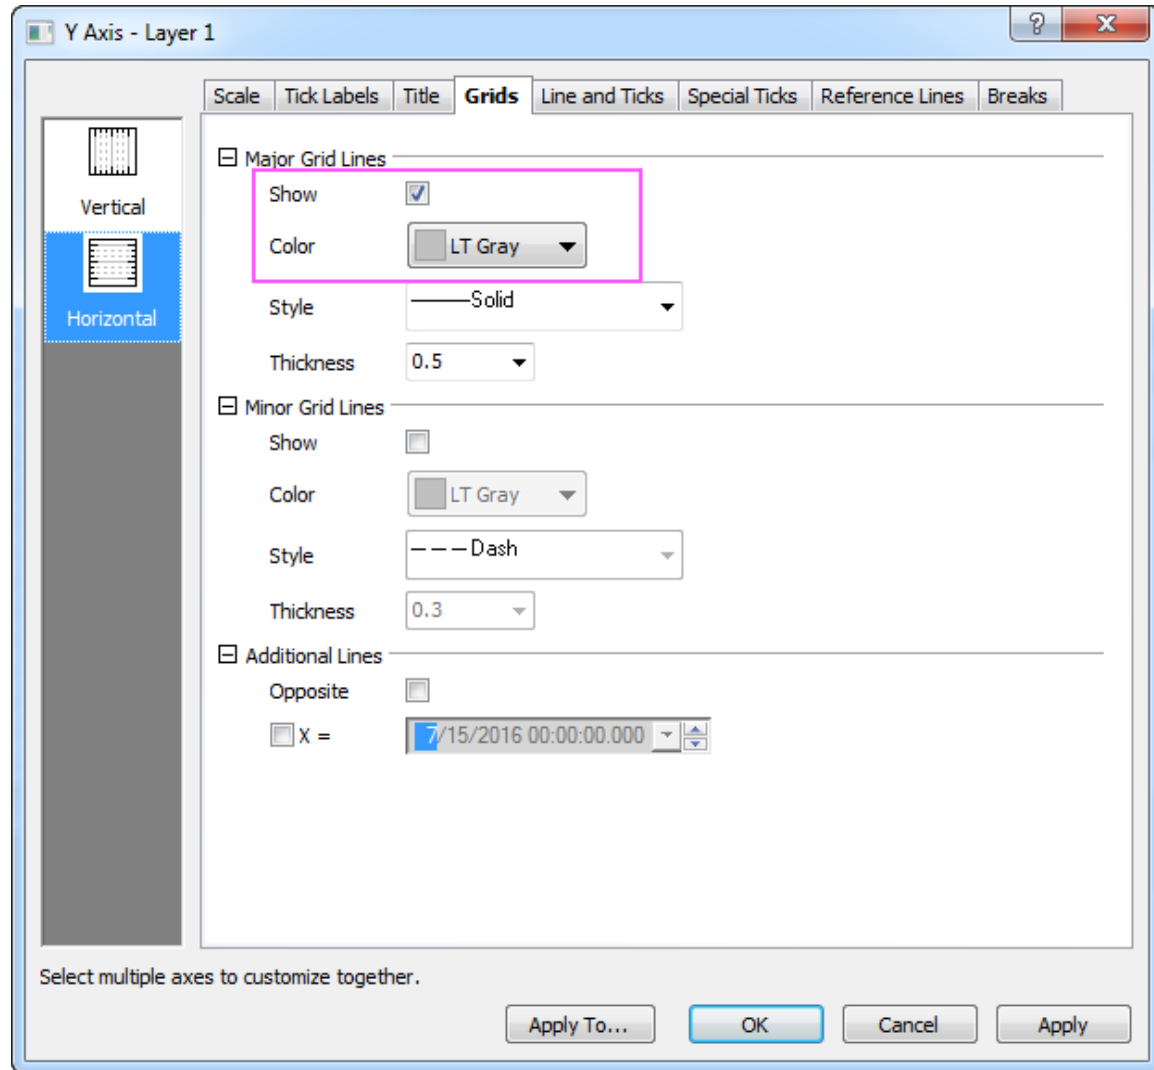 Y Axis - Layer 1
Scale Tick Labels Title Grids Line and Ticks Special Ticks Reference Lines Breaks
Vertical
Horizontal
Major Grid Lines
Show
Color LT Gray
Style Solid
Thickness 0.5
Minor Grid Lines
Show
Color LT Gray
Style Dash
Thickness 0.3
Additional Lines
Opposite
X = 7/15/2016 00:00:00.000
Select multiple axes to customize together.
Apply To... OK Cancel Apply